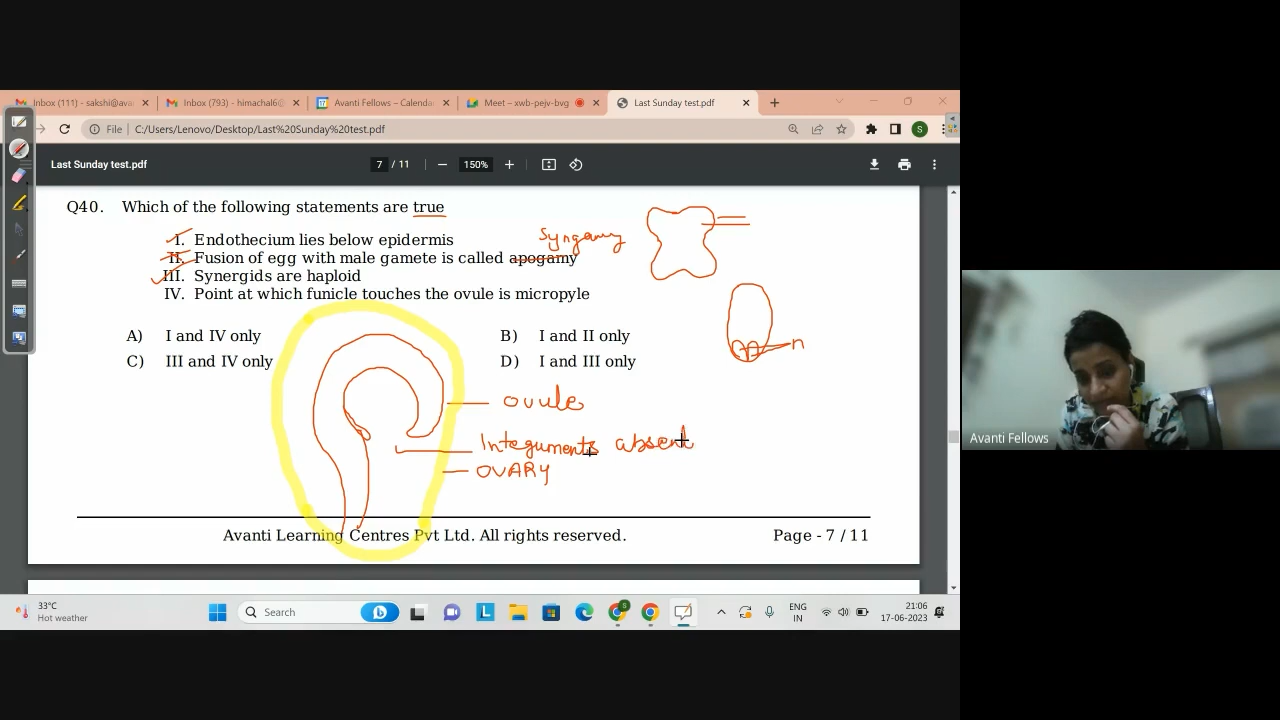 Inbox (111) – sakshi@ava
Inbox (793) – himachal6@
Avanti Fellows – Calenda
Meet – xwb-pejv-bvg
Last Sunday test.pdf
File
C:/Users/Lenovo/Desktop/Last%20Sunday%20test.pdf
S
Last Sunday test.pdf
7 / 11
150%
Q40. Which of the following statements are true
I. Endothecium lies below epidermis
Syngamy
II. Fusion of egg with male gamete is called apogamy
III. Synergids are haploid
IV. Point at which funicle touches the ovule is micropyle
A) I and IV only
B) I and II only
n
C) III and IV only
D) I and III only
ovule
Integuments absent
OVARY
Avanti Learning Centres Pvt Ltd. All rights reserved.
Page - 7 / 11
Avanti Fellows
33°C
Hot weather
Search
ENG
IN
21:06
17-06-2023